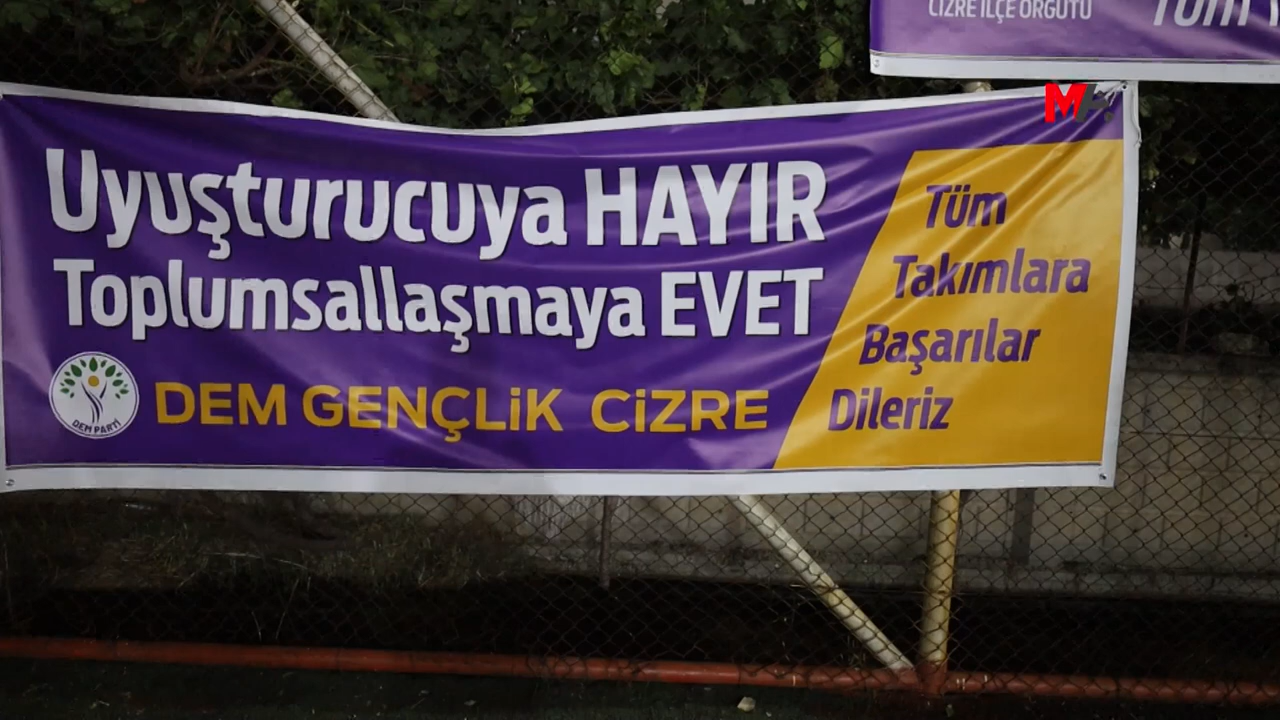 CİZRE İLÇE ÖRGÜTÜ
Tüm
Uyuşturucuya HAYIR
Toplumsallaşmaya EVET
DEM PARTİ
DEM GENÇLİK CİZRE
Tüm
Takımlara
Başarılar
Dileriz